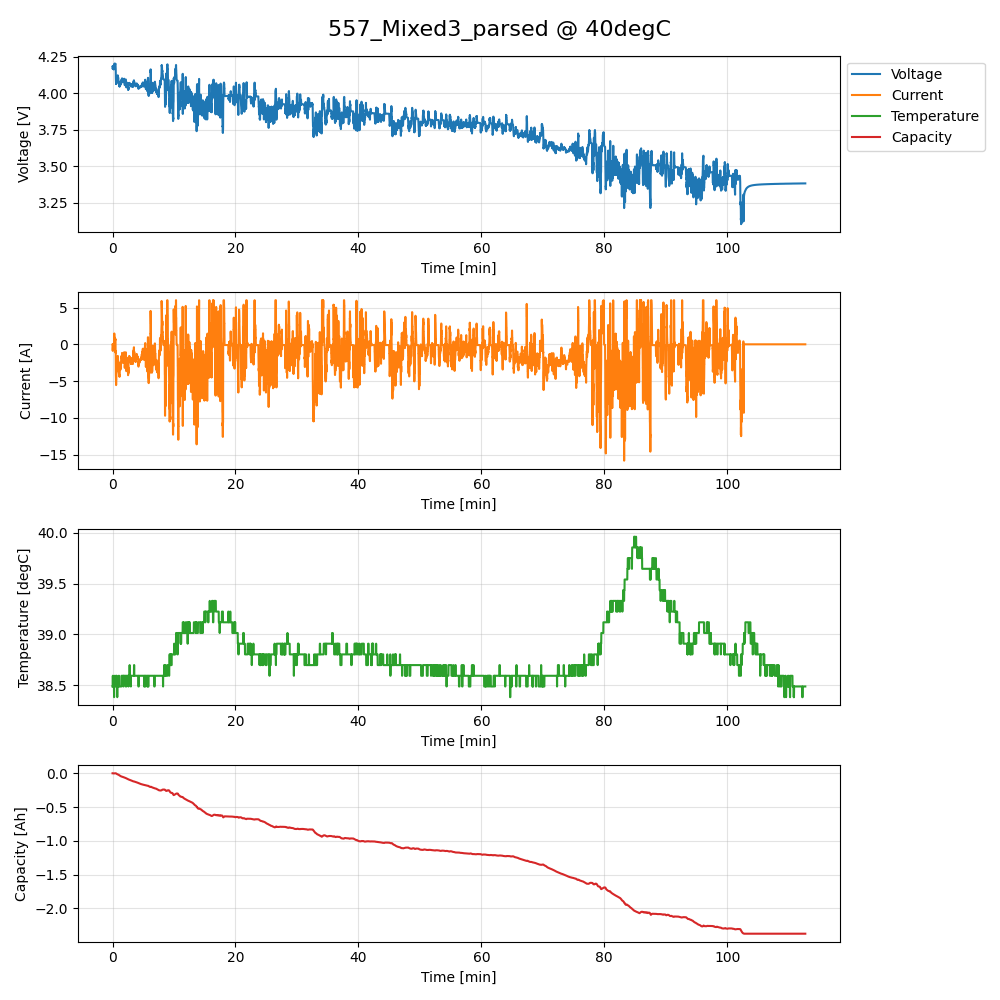 557_Mixed3_parsed @ 40degC
Voltage
Current
Temperature
Capacity
Voltage [V]
4.25
4.00
3.75
3.50
3.25
0 20 40 60 80 100
Time [min]
Current [A]
5
0
−5
−10
−15
0 20 40 60 80 100
Time [min]
Temperature [degC]
40.0
39.5
39.0
38.5
0 20 40 60 80 100
Time [min]
Capacity [Ah]
0.0
−0.5
−1.0
−1.5
−2.0
0 20 40 60 80 100
Time [min]